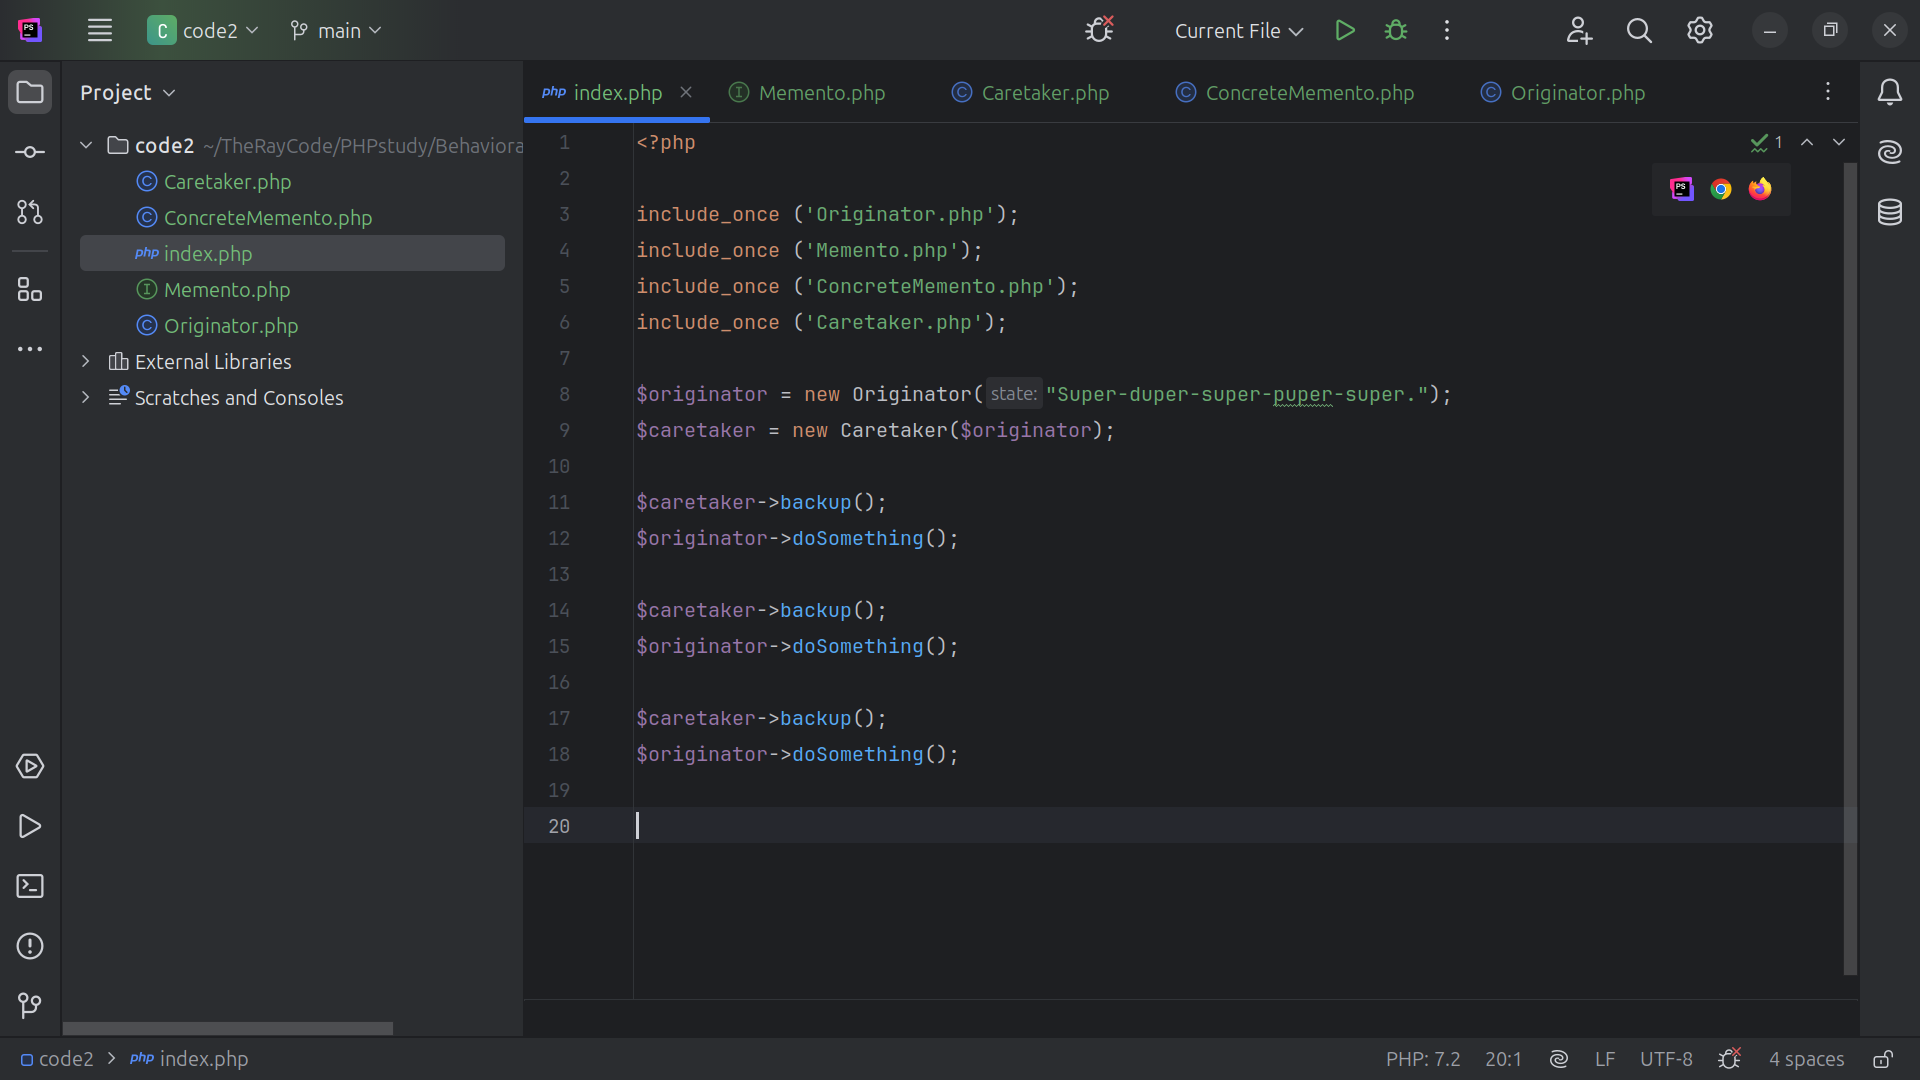 PS
C code2 main Current File
Project
code2 ~/TheRayCode/PHPstudy/Behaviora
C Caretaker.php
C ConcreteMemento.php
php index.php
I Memento.php
C Originator.php
External Libraries
Scratches and Consoles
php index.php I Memento.php C Caretaker.php C ConcreteMemento.php C Originator.php
1 <?php
1
2
PS
3 include_once ('Originator.php');
4 include_once ('Memento.php');
5 include_once ('ConcreteMemento.php');
6 include_once ('Caretaker.php');
7
8 $originator = new Originator( state: "Super-duper-super-puper-super.");
9 $caretaker = new Caretaker($originator);
10
11 $caretaker->backup();
12 $originator->doSomething();
13
14 $caretaker->backup();
15 $originator->doSomething();
16
17 $caretaker->backup();
18 $originator->doSomething();
19
20
code2 > php index.php
PHP: 7.2 20:1 LF UTF-8 4 spaces